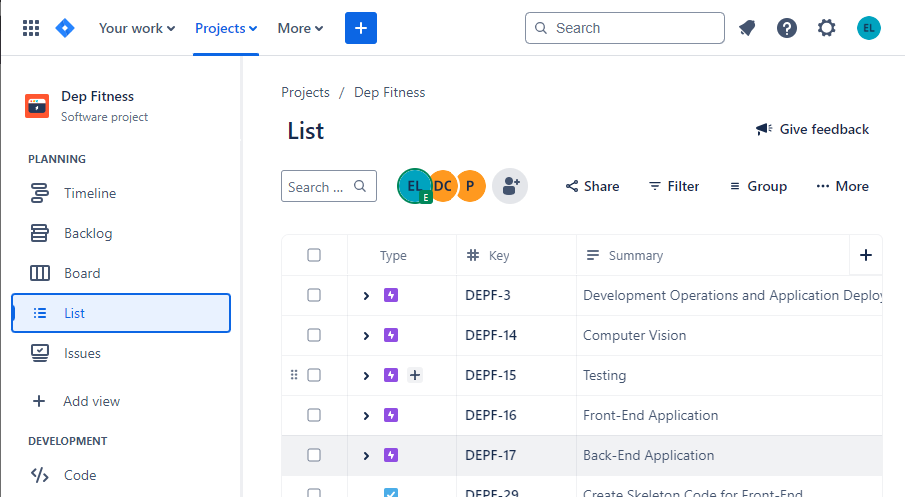 Your work Projects More + Search EL
Dep Fitness
Software project
PLANNING
Timeline
Backlog
Board
List
Issues
Add view
DEVELOPMENT
Code
Projects / Dep Fitness
List
Give feedback
Search ... EL E DC P Share Filter Group More
Type Key Summary
DEPF-3 Development Operations and Application Deploy
DEPF-14 Computer Vision
DEPF-15 Testing
DEPF-16 Front-End Application
DEPF-17 Back-End Application
DEPF-29 Create Skeleton Code for Front-End